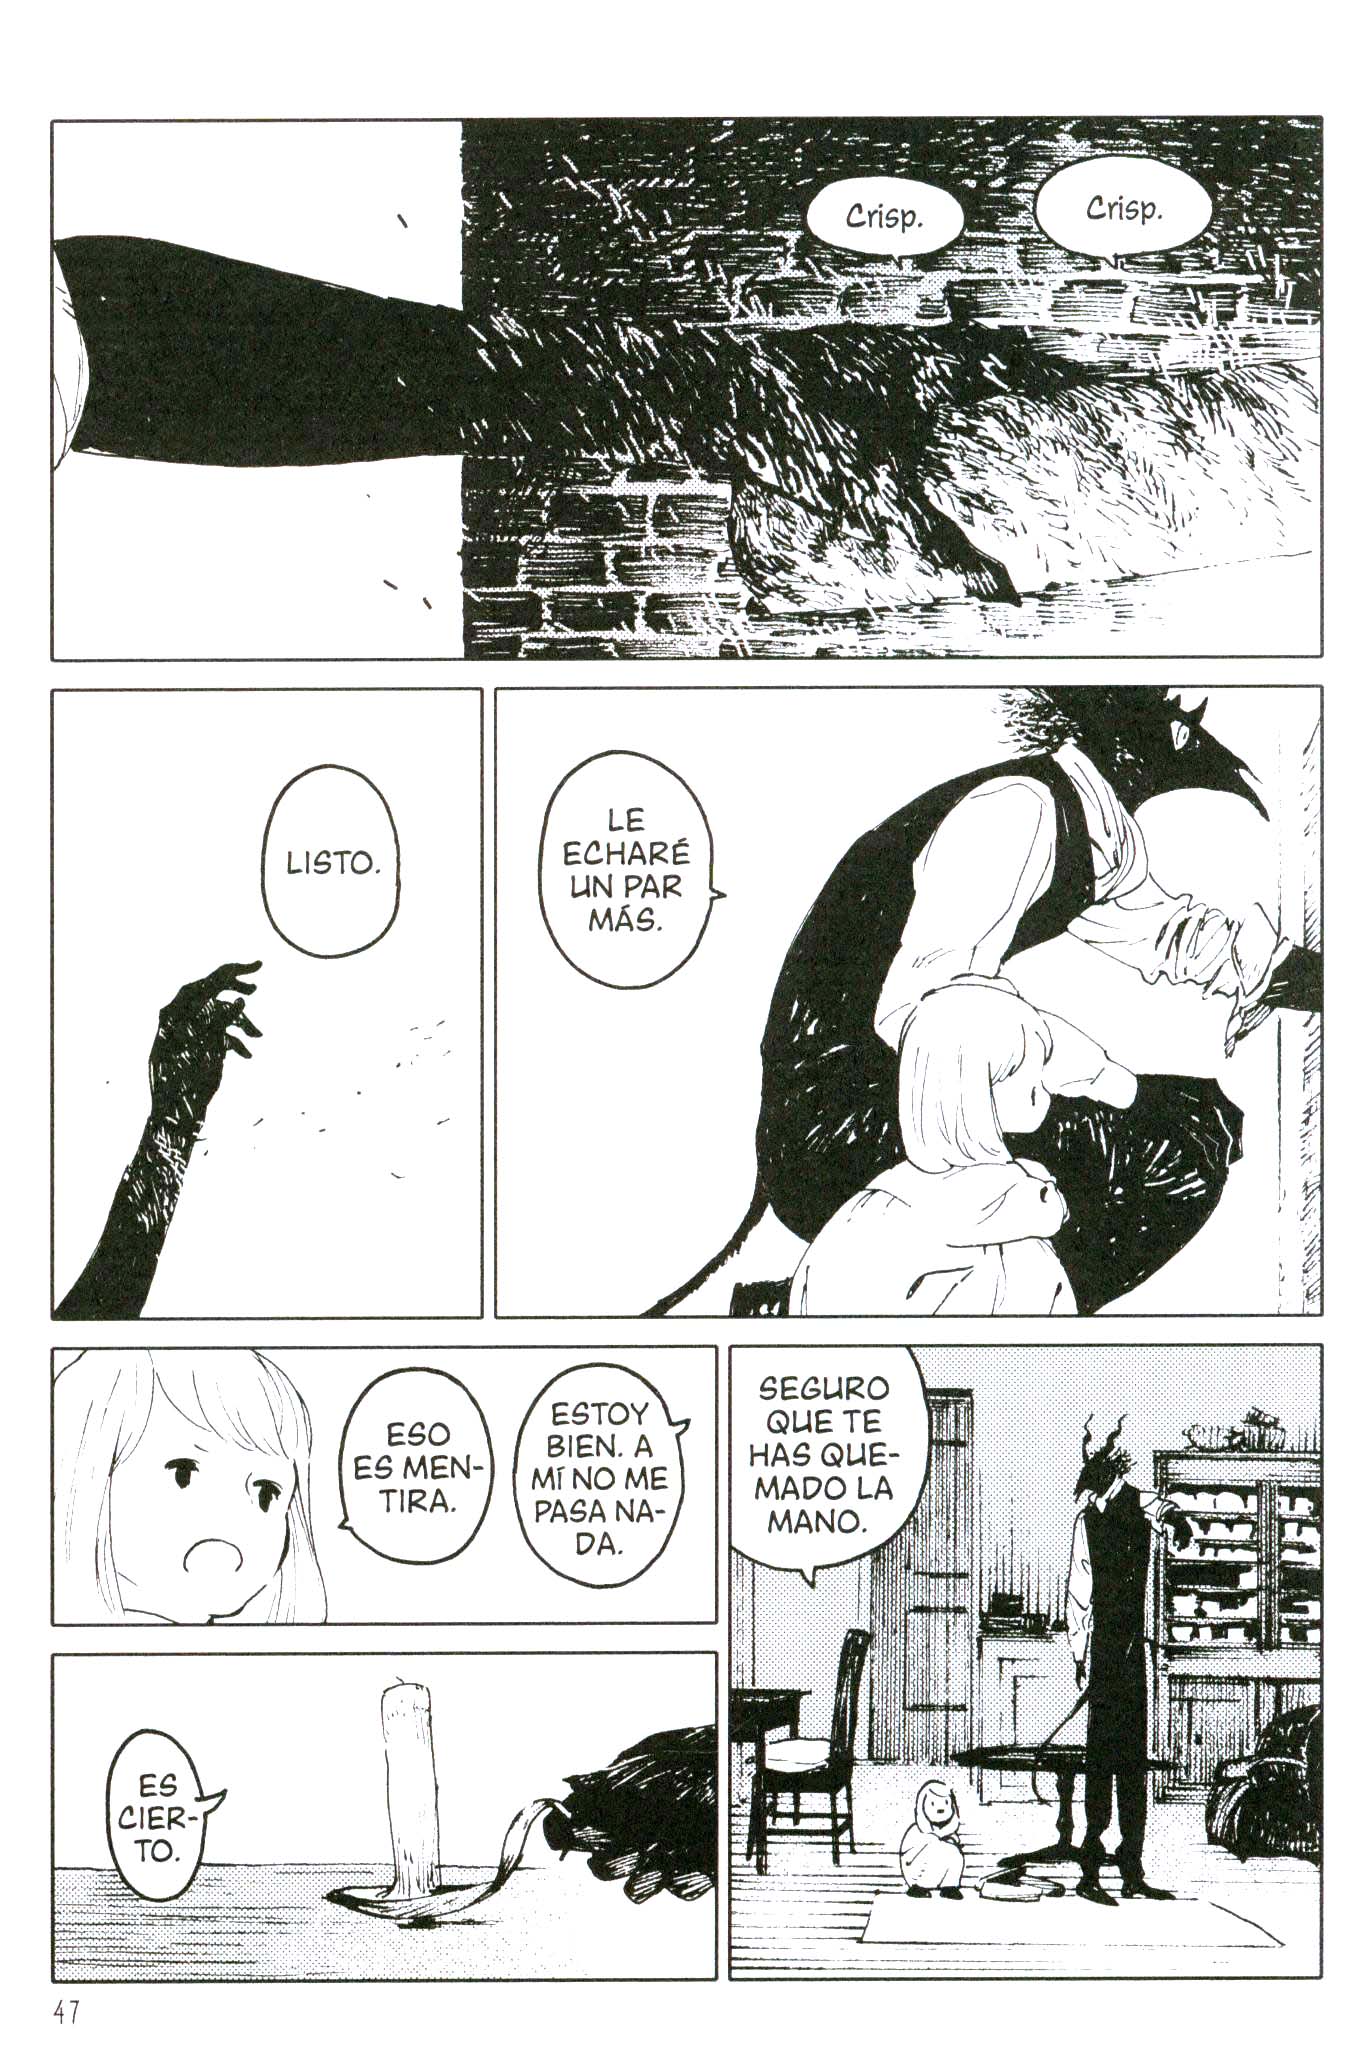 Crisp.
Crisp.
LE
ECHARÉ
UN PAR
MÁS.
LISTO.
SEGURO
QUE TE
HAS QUE-
MADO LA
MANO.
ESTOY
BIEN. A
MÍ NO ME
PASA NA-
DA.
ESO
ES MEN-
TIRA.
ES
CIER-
TO.
47